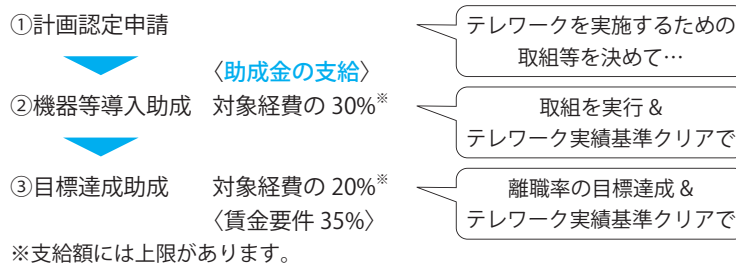 ①計画認定申請
テレワークを実施するための
取組等を決めて…
〈助成金の支給〉
②機器等導入助成 対象経費の 30%※
取組を実行 &
テレワーク実績基準クリアで
③目標達成助成 対象経費の 20%※
〈賃金要件 35%〉
離職率の目標達成 &
テレワーク実績基準クリアで
※支給額には上限があります。